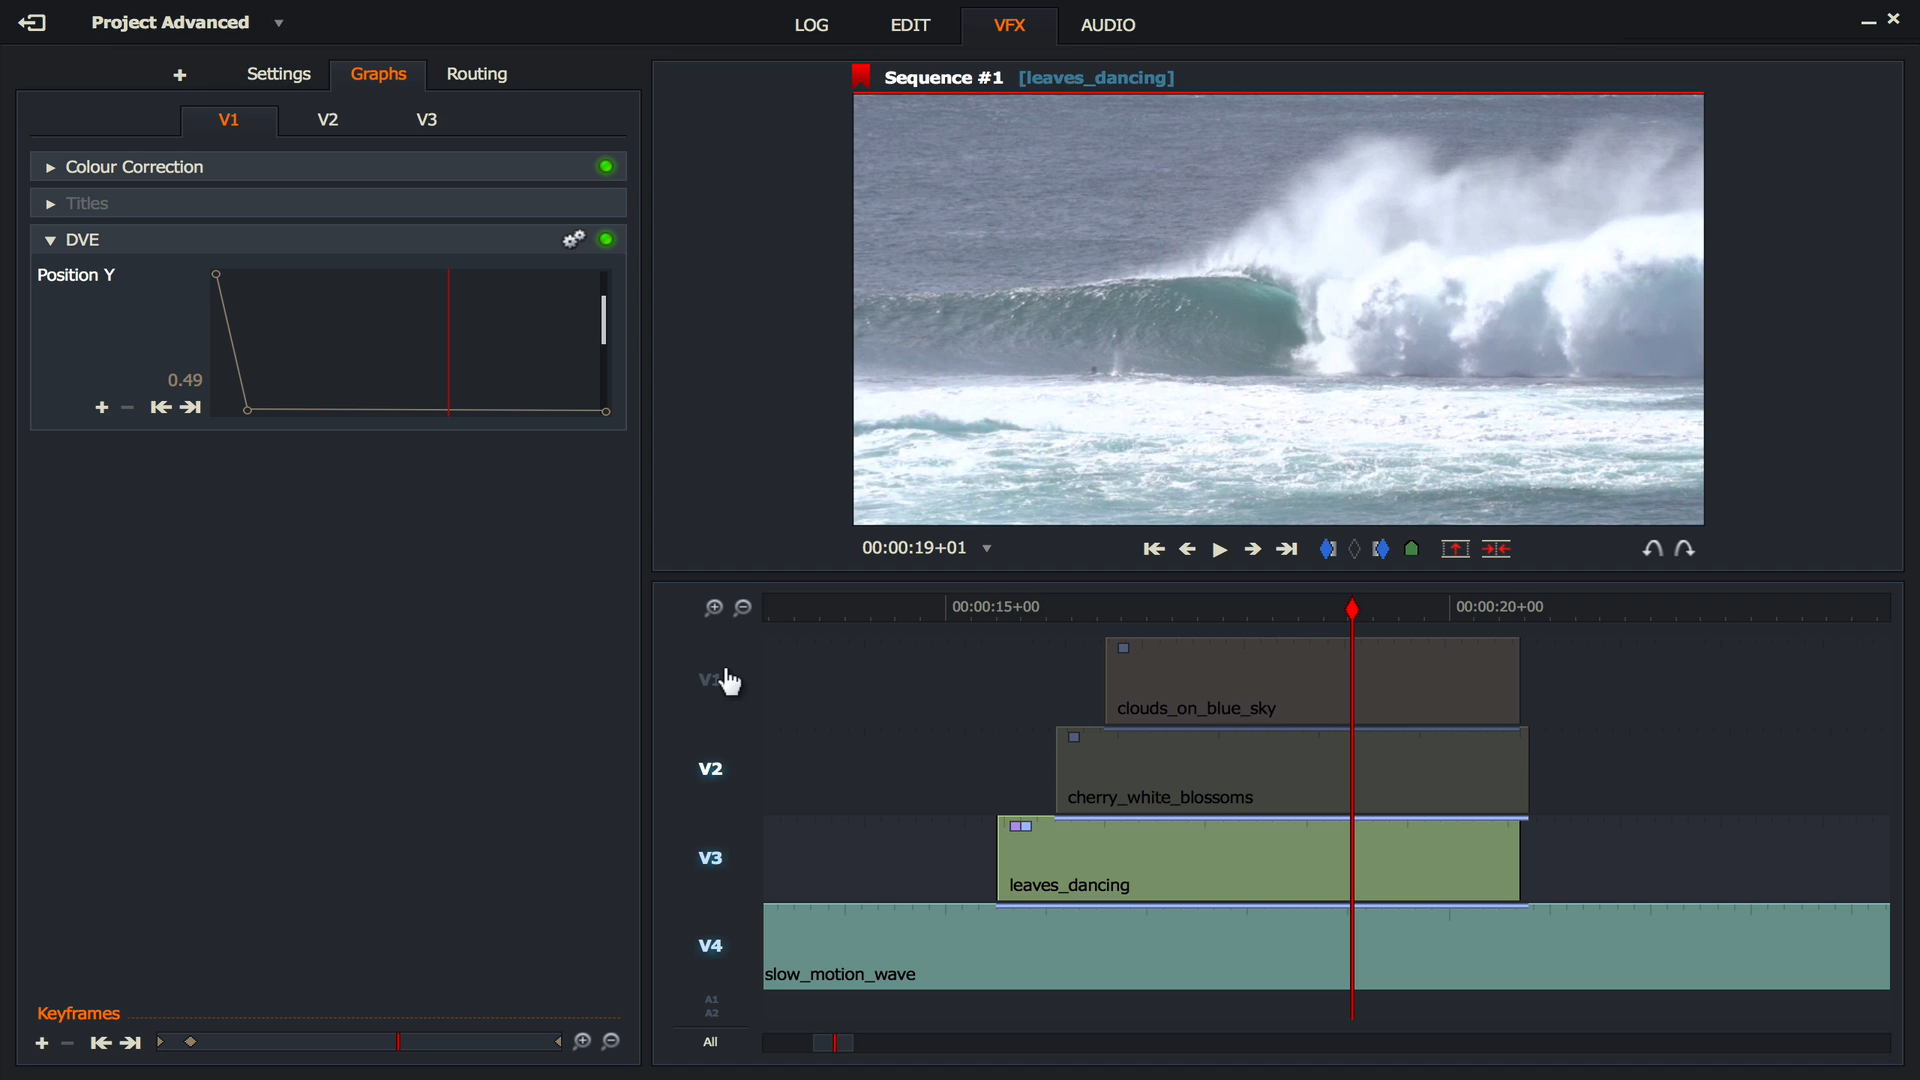 Project Advanced
LOG EDIT VFX AUDIO
+ Settings Graphs Routing
V1 V2 V3
Colour Correction
Titles
DVE
Position Y
0.49
Sequence #1 [leaves_dancing]
00:00:19+01
00:00:15+00 00:00:20+00
V1
clouds_on_blue_sky
V2
cherry_white_blossoms
V3
leaves_dancing
V4
slow_motion_wave
A1
A2
All
Keyframes